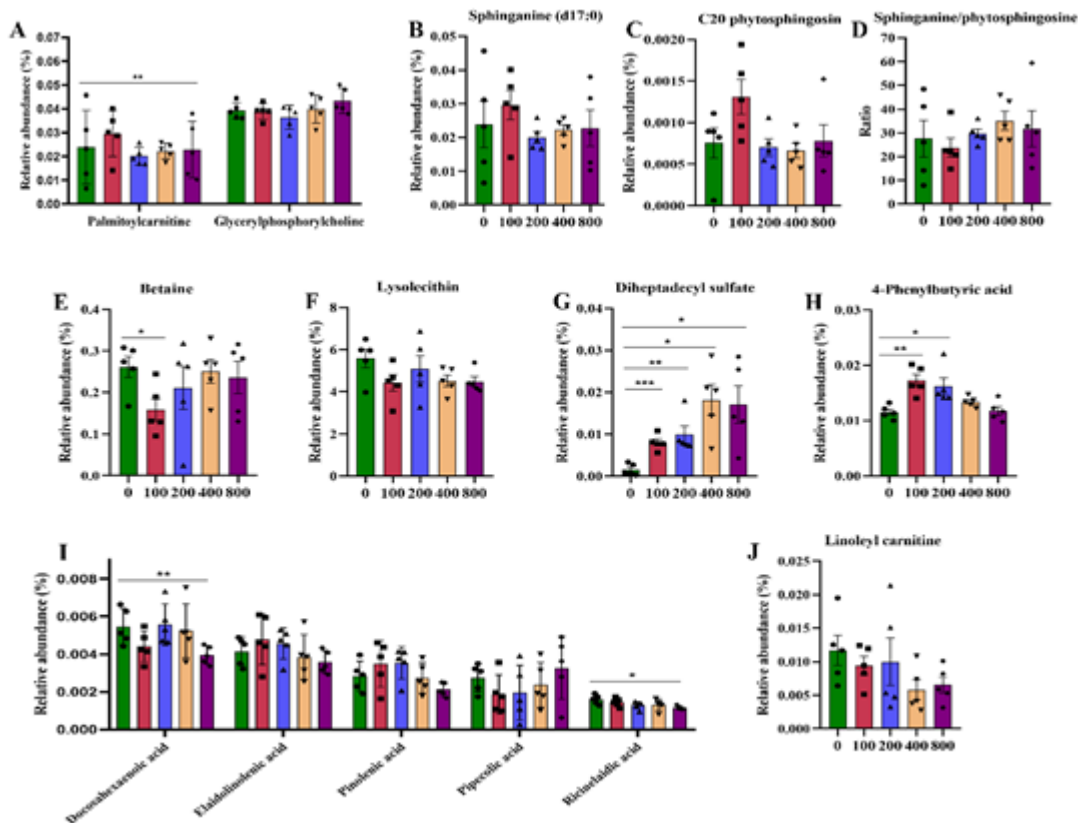 A
Relative abundance (%)
0.07
0.06
0.05
0.04
0.03
0.02
0.01
0.00
**
Palmitoylcarnitine
Glycerylphosphorylcholine
B
Sphinganine (d17:0)
Relative abundance (%)
0.05
0.04
0.03
0.02
0.01
0.00
0 100 200 400 800
C
C20 phytosphingosin
Relative abundance (%)
0.0020
0.0015
0.0010
0.0005
0.0000
0 100 200 400 800
D
Sphinganine/phytosphingosine
Ratio
70
60
50
40
30
20
10
0
0 100 200 400 800
E
Betaine
Relative abundance (%)
0.4
0.3
0.2
0.1
0.0
*
0 100 200 400 800
F
Lysolecithin
Relative abundance (%)
8
6
4
2
0
0 100 200 400 800
G
Diheptadecyl sulfate
Relative abundance (%)
0.04
0.03
0.02
0.01
0.00
*
*
**
***
0 100 200 400 800
H
4-Phenylbutyric acid
Relative abundance (%)
0.03
0.02
0.01
0.00
*
**
0 100 200 400 800
I
Relative abundance (%)
0.008
0.006
0.004
0.002
0.000
**
*
Docosahexaenoic acid
Elaidolinolenic acid
Pinolenic acid
Pipecolic acid
Ricinelaidic acid
J
Linoleyl carnitine
Relative abundance (%)
0.025
0.020
0.015
0.010
0.005
0.000
0 100 200 400 800